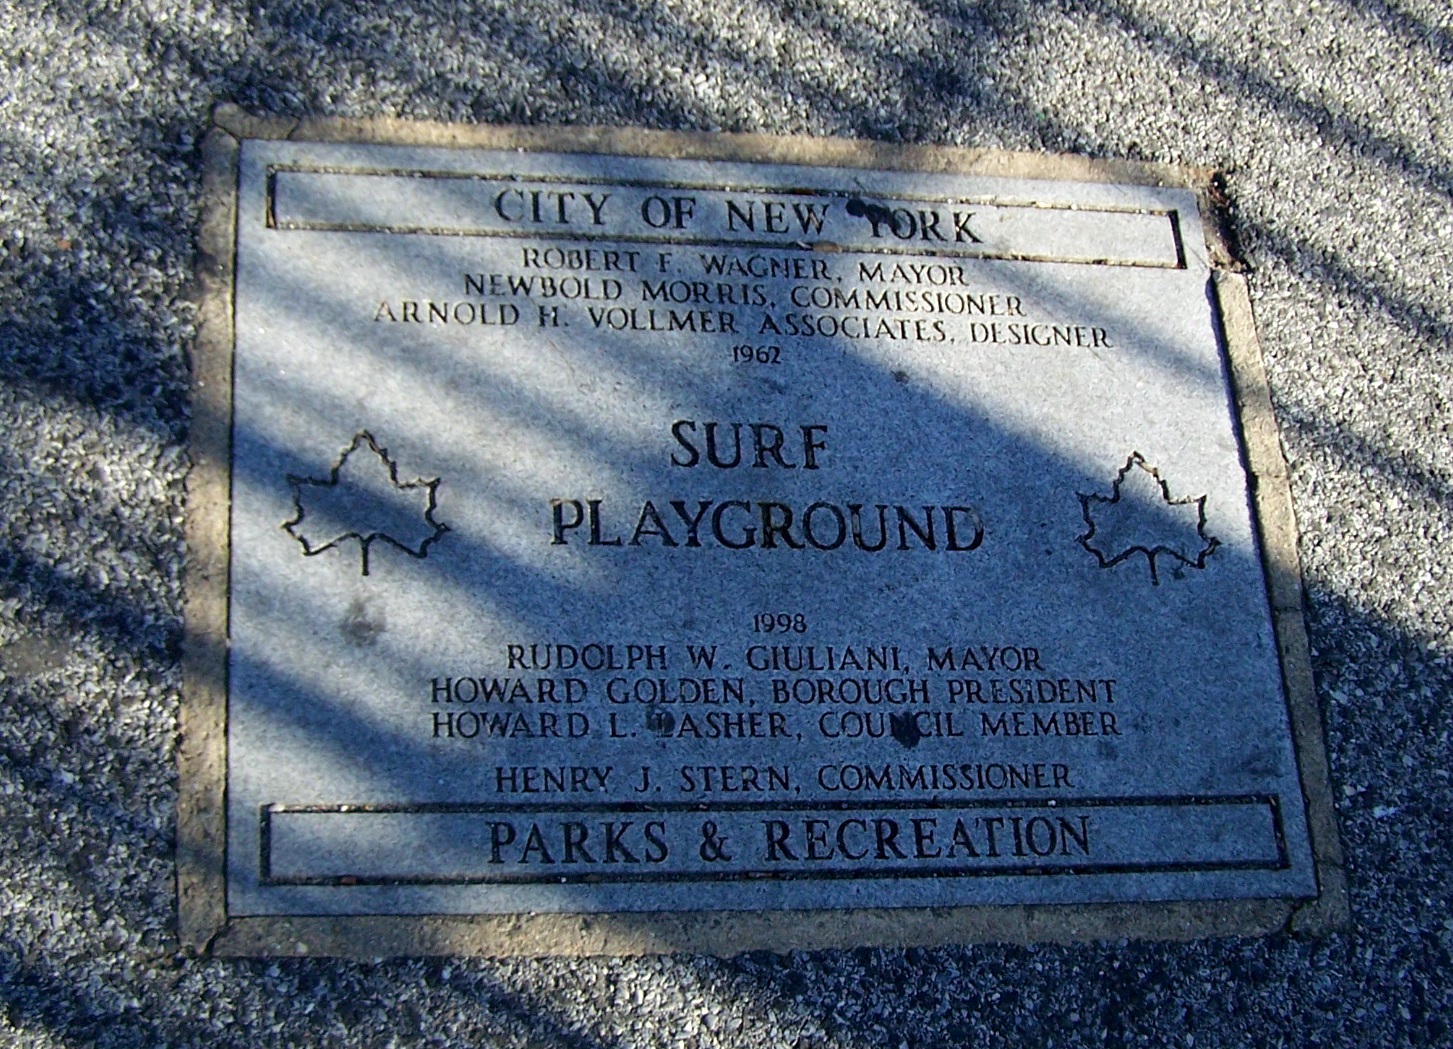 CITY OF NEW YORK
ROBERT F. WAGNER, MAYOR
NEWBOLD MORRIS, COMMISSIONER
ARNOLD H. VOLLMER ASSOCIATES, DESIGNER
1962
SURF
PLAYGROUND
1998
RUDOLPH W. GIULIANI, MAYOR
HOWARD GOLDEN, BOROUGH PRESIDENT
HOWARD L. LASHER, COUNCIL MEMBER
HENRY J. STERN, COMMISSIONER
PARKS & RECREATION